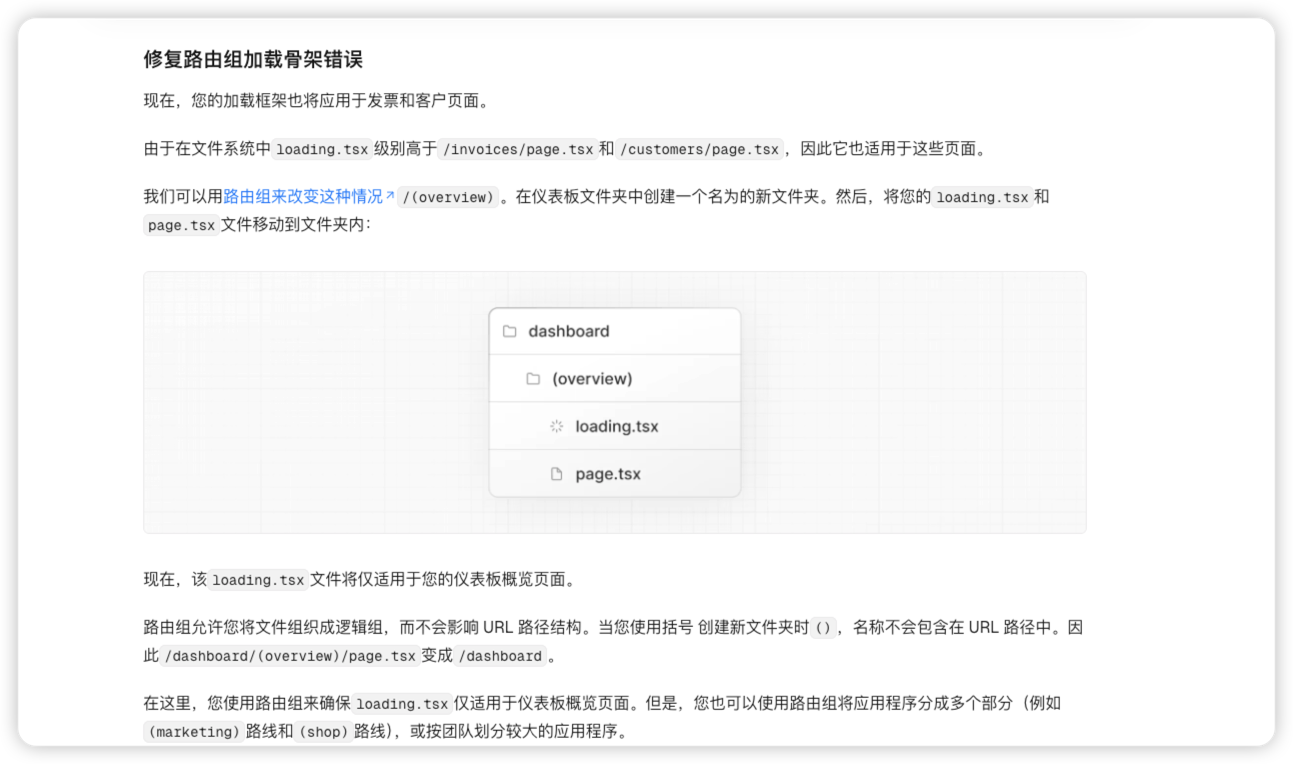 修复路由组加载骨架错误
现在，您的加载框架也将应用于发票和客户页面。
由于在文件系统中 loading.tsx 级别高于 /invoices/page.tsx 和 /customers/page.tsx ，因此它也适用于这些页面。
我们可以用路由组来改变这种情况↗ /(overview) 。在仪表板文件夹中创建一个名为的新文件夹。然后，将您的 loading.tsx 和
page.tsx 文件移动到文件夹内：
dashboard
(overview)
loading.tsx
page.tsx
现在，该 loading.tsx 文件将仅适用于您的仪表板概览页面。
路由组允许您将文件组织成逻辑组，而不会影响 URL 路径结构。当您使用括号 创建新文件夹时 () ，名称不会包含在 URL 路径中。因
此 /dashboard/(overview)/page.tsx 变成 /dashboard 。
在这里，您使用路由组来确保 loading.tsx 仅适用于仪表板概览页面。但是，您也可以使用路由组将应用程序分成多个部分（例如
(marketing) 路线和 (shop) 路线），或按团队划分较大的应用程序。